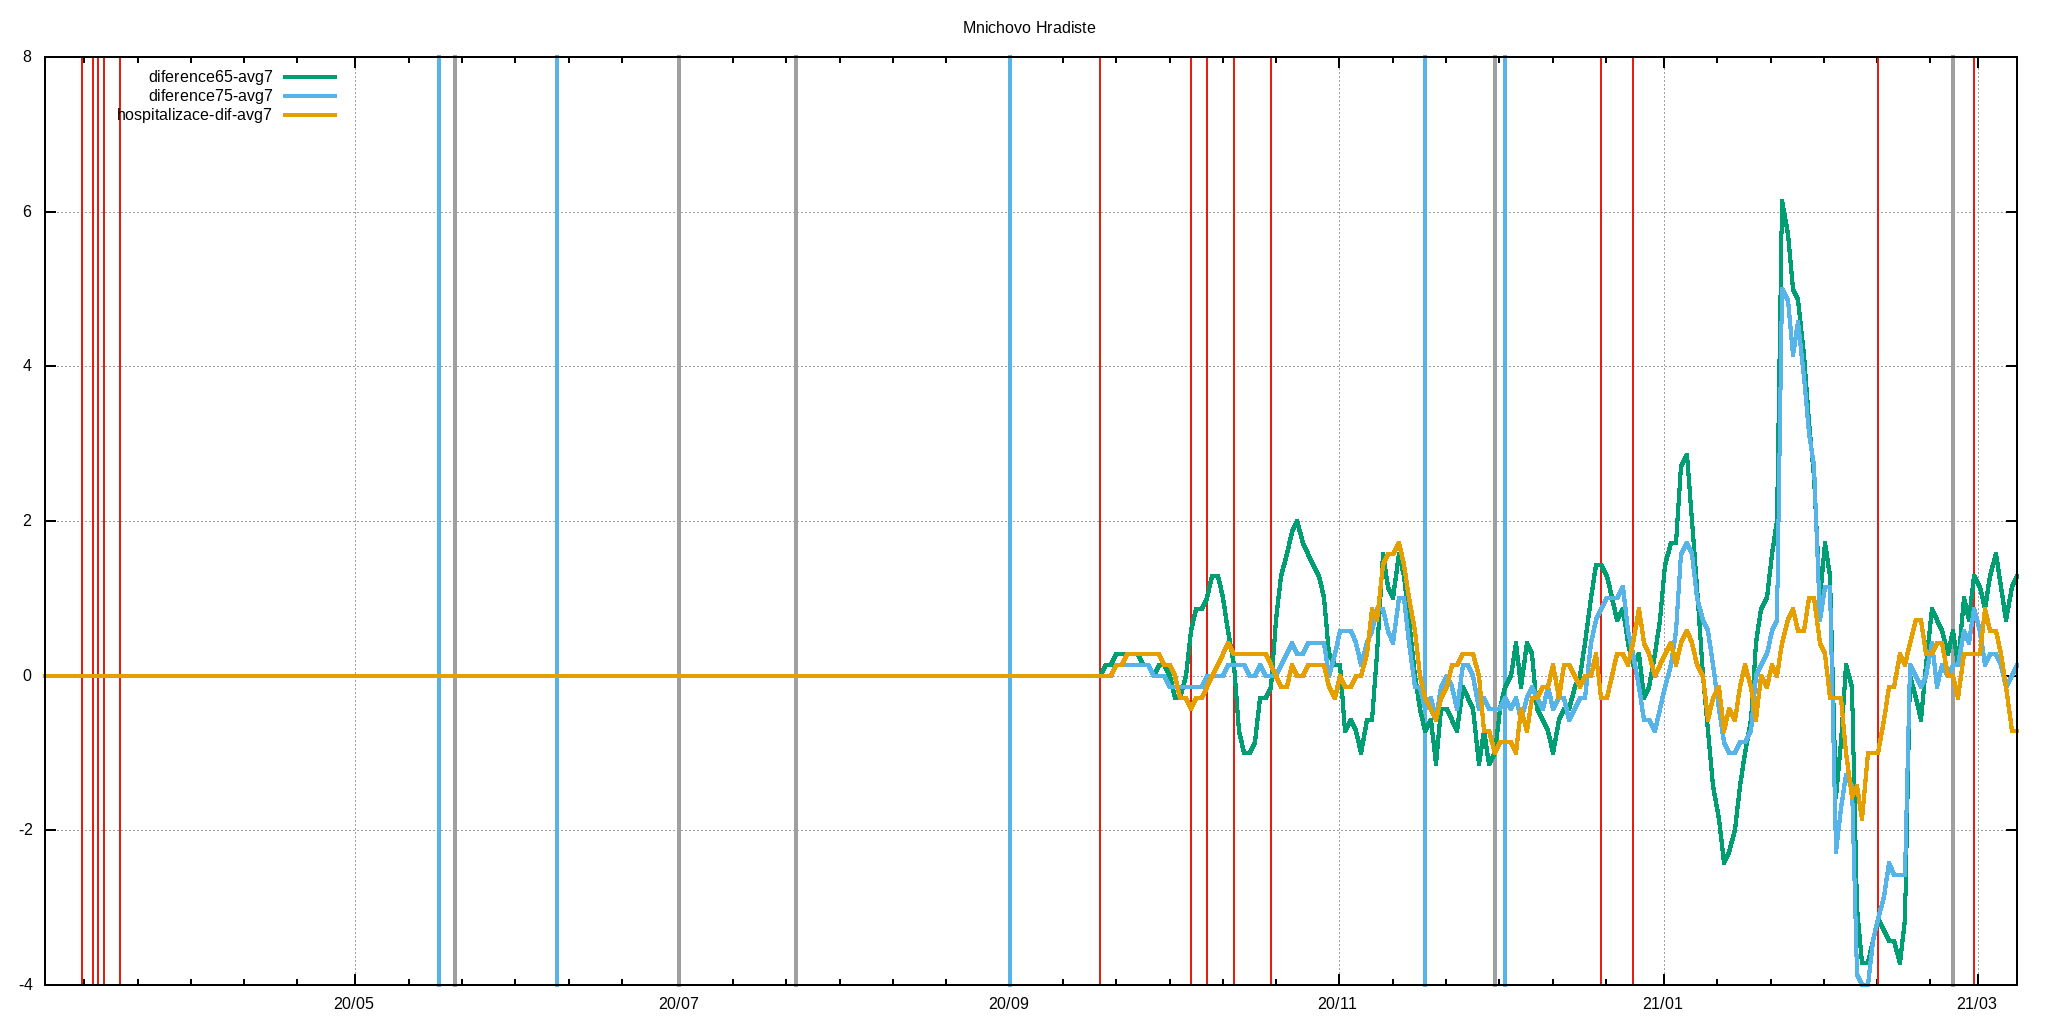 Mnichovo Hradiste
8
diference65-avg7
diference75-avg7
hospitalizace-dif-avg7
6
4
2
0
-2
-4
20/05 20/07 20/09 20/11 21/01 21/03